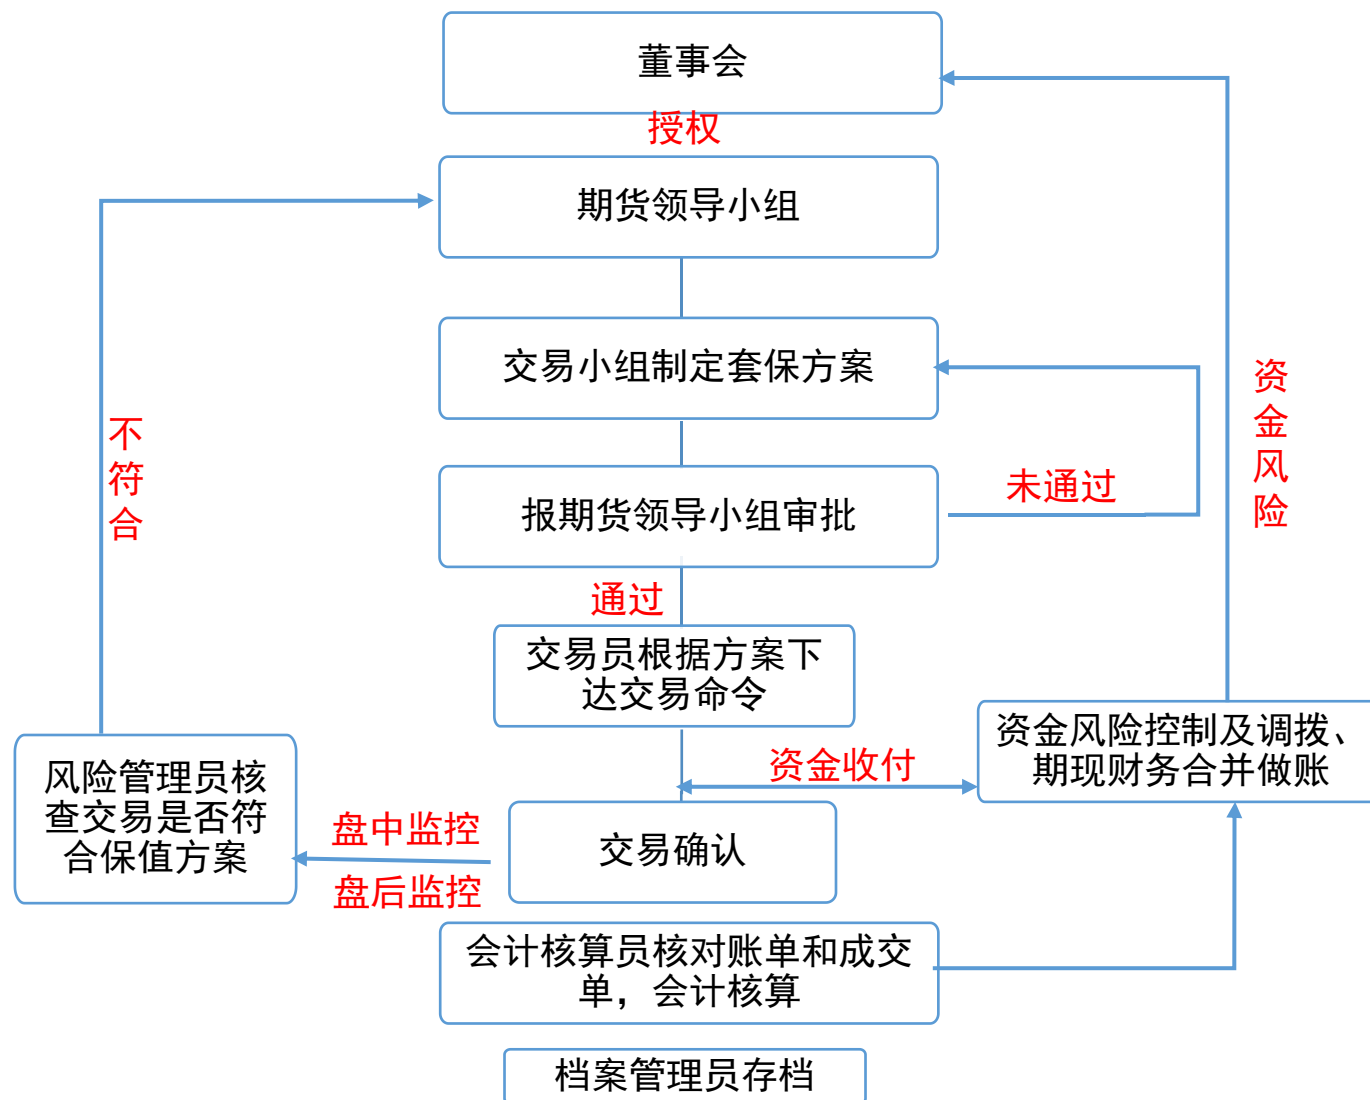 董事会
授权
期货领导小组
交易小组制定套保方案
不
符
合
资
金
风
险
报期货领导小组审批
未通过
通过
交易员根据方案下
达交易命令
资金收付
资金风险控制及调拨、
期现财务合并做账
风险管理员核
查交易是否符
合保值方案
盘中监控
盘后监控
交易确认
会计核算员核对账单和成交
单，会计核算
档案管理员存档